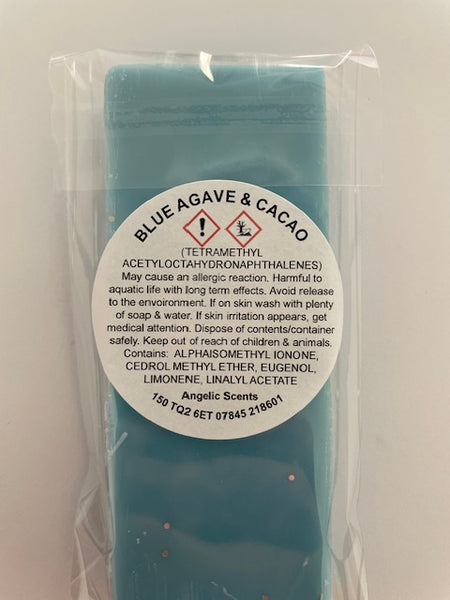 BLUE AGAVE & CACAO
(TETRAMETHYL
ACETYLOCTAHYDRONAPHTHALENES)
May cause an allergic reaction. Harmful to
aquatic life with long term effects. Avoid release
to the envoironment. If on skin wash with plenty
of soap & water. If skin irritation appears, get
medical attention. Dispose of contents/container
safely. Keep out of reach of children & animals.
Contains: ALPHAISOMETHYL IONONE,
CEDROL METHYL ETHER, EUGENOL,
LIMONENE, LINALYL ACETATE
Angelic Scents
150 TQ2 6ET 07845 218601